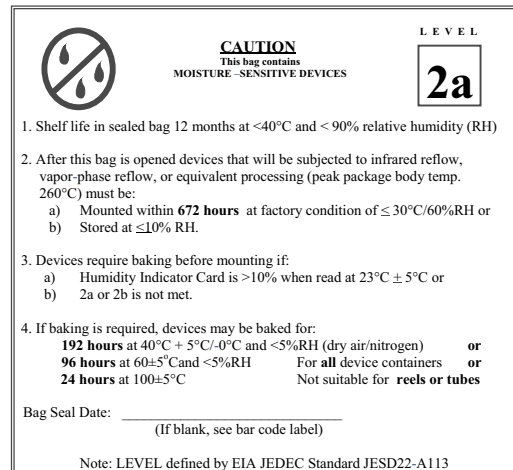 LEVEL
CAUTION
This bag contains
MOISTURE –SENSITIVE DEVICES
2a
1. Shelf life in sealed bag 12 months at <40°C and < 90% relative humidity (RH)
2. After this bag is opened devices that will be subjected to infrared reflow,
vapor-phase reflow, or equivalent processing (peak package body temp.
260°C) must be:
a) Mounted within 672 hours at factory condition of ≤ 30°C/60%RH or
b) Stored at ≤10% RH.
3. Devices require baking before mounting if:
a) Humidity Indicator Card is >10% when read at 23°C ± 5°C or
b) 2a or 2b is not met.
4. If baking is required, devices may be baked for:
192 hours at 40°C + 5°C/-0°C and <5%RH (dry air/nitrogen) or
96 hours at 60±5°Cand <5%RH For all device containers or
24 hours at 100±5°C Not suitable for reels or tubes
Bag Seal Date: ______________________________
(If blank, see bar code label)
Note: LEVEL defined by EIA JEDEC Standard JESD22-A113